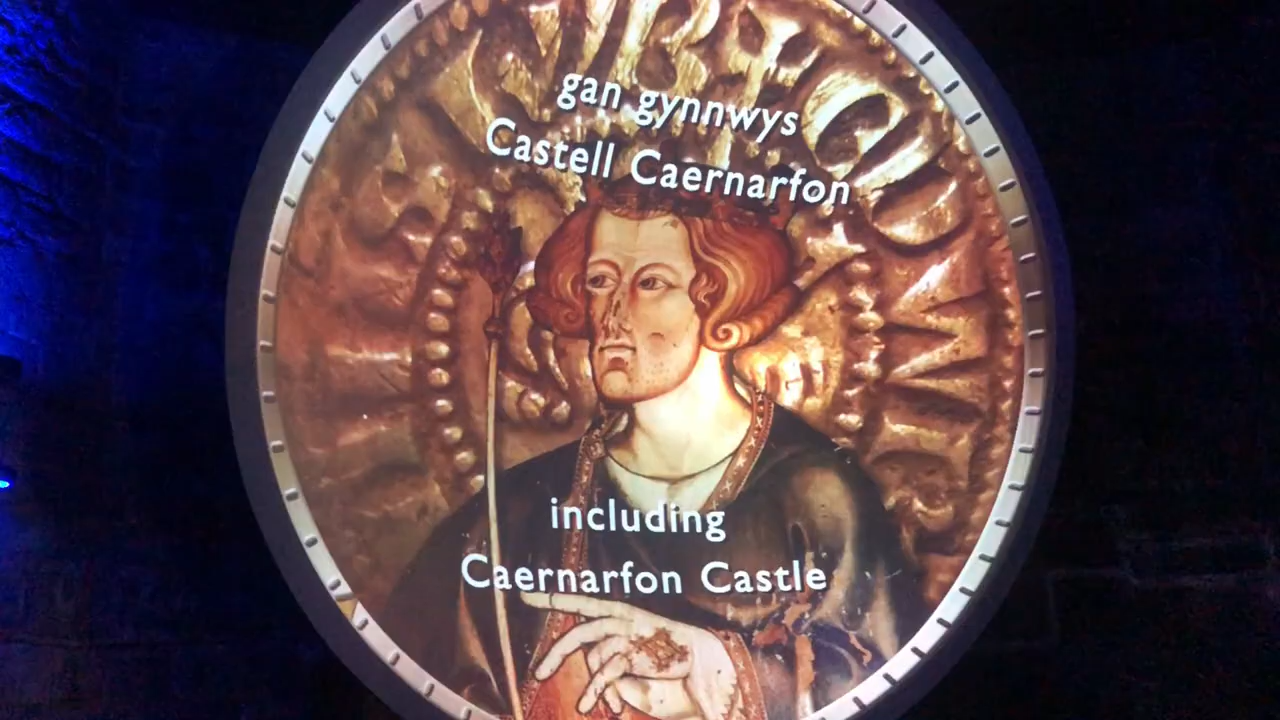 gan gynnwys
Castell Caernarfon
including
Caernarfon Castle